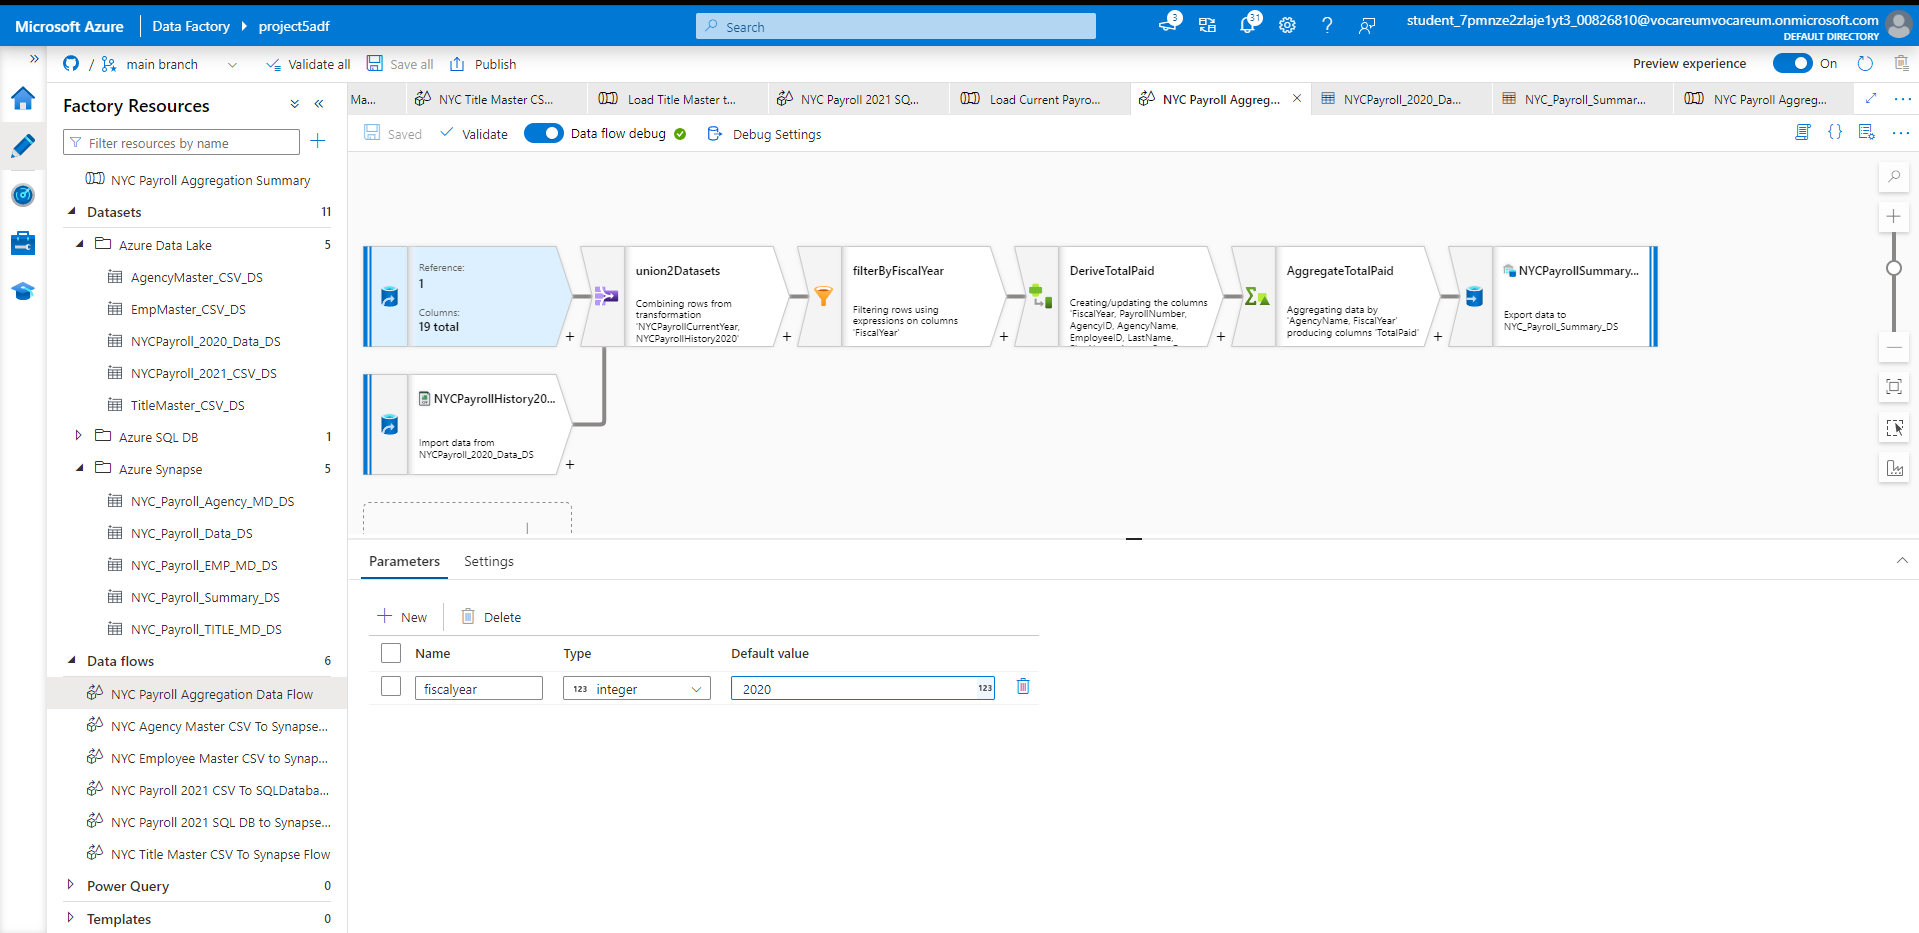 Microsoft Azure
Data Factory
project5adf
Search
3
31
student_7pmnze2zlaje1yt3_00826810@vocareumvocareum.onmicrosoft.com
DEFAULT DIRECTORY
/
main branch
Validate all
Save all
Publish
Preview experience
On
Factory Resources
Filter resources by name
NYC Payroll Aggregation Summary
Datasets
11
Azure Data Lake
5
AgencyMaster_CSV_DS
EmpMaster_CSV_DS
NYCPayroll_2020_Data_DS
NYCPayroll_2021_CSV_DS
TitleMaster_CSV_DS
Azure SQL DB
1
Azure Synapse
5
NYC_Payroll_Agency_MD_DS
NYC_Payroll_Data_DS
NYC_Payroll_EMP_MD_DS
NYC_Payroll_Summary_DS
NYC_Payroll_TITLE_MD_DS
Data flows
6
NYC Payroll Aggregation Data Flow
NYC Agency Master CSV To Synapse...
NYC Employee Master CSV to Synap...
NYC Payroll 2021 CSV To SQLDataba...
NYC Payroll 2021 SQL DB to Synapse...
NYC Title Master CSV To Synapse Flow
Power Query
0
Templates
0
Ma...
NYC Title Master CS...
Load Title Master t...
NYC Payroll 2021 SQ...
Load Current Payro...
NYC Payroll Aggreg...
NYCPayroll_2020_Da...
NYC_Payroll_Summar...
NYC Payroll Aggreg...
Saved
Validate
Data flow debug
Debug Settings
Reference:
1
Columns:
19 total
union2Datasets
Combining rows from
transformation
'NYCPayrollCurrentYear,
NYCPayrollHistory2020'
filterByFiscalYear
Filtering rows using
expressions on columns
'FiscalYear'
DeriveTotalPaid
Creating/updating the columns
'FiscalYear, PayrollNumber,
AgencyID, AgencyName,
EmployeeID, LastName,
AggregateTotalPaid
Aggregating data by
'AgencyName, FiscalYear'
producing columns 'TotalPaid'
NYCPayrollSummary...
Export data to
NYC_Payroll_Summary_DS
NYCPayrollHistory20...
Import data from
NYCPayroll_2020_Data_DS
Parameters
Settings
New
Delete
Name
Type
Default value
fiscalyear
123
integer
2020
123